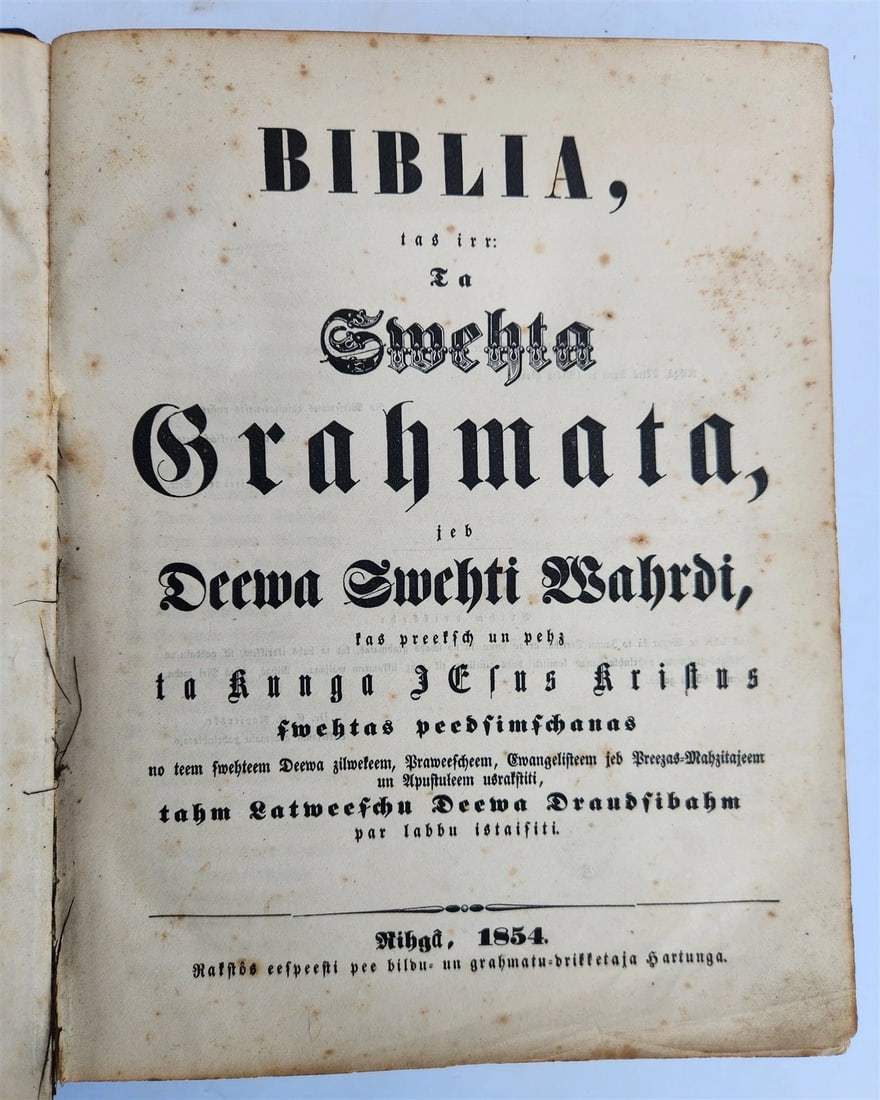 BIBLIA,
tas irr:
Ta
Swehta
Grahmata,
jeb
Deewa Swehti Wahrdi,
kas preekſch un pehz
ta Kunga JEſus Kriſtus
ſwehtas peedſimſchanas
no teem ſwehteem Deewa zilwekeem, Praweeſcheem, Ewangeliſteem jeb Preezas-Mahzitajeem
un Apuſtuleem usrakſtiti,
tahm Latweeſchu Deewa Draudſibahm
par labbu istaiſiti.
Rihgâ, 1854.
Rakſtôs eeſpeeſti pee bilđu- un grahmatu-drikketaja Hartunga.